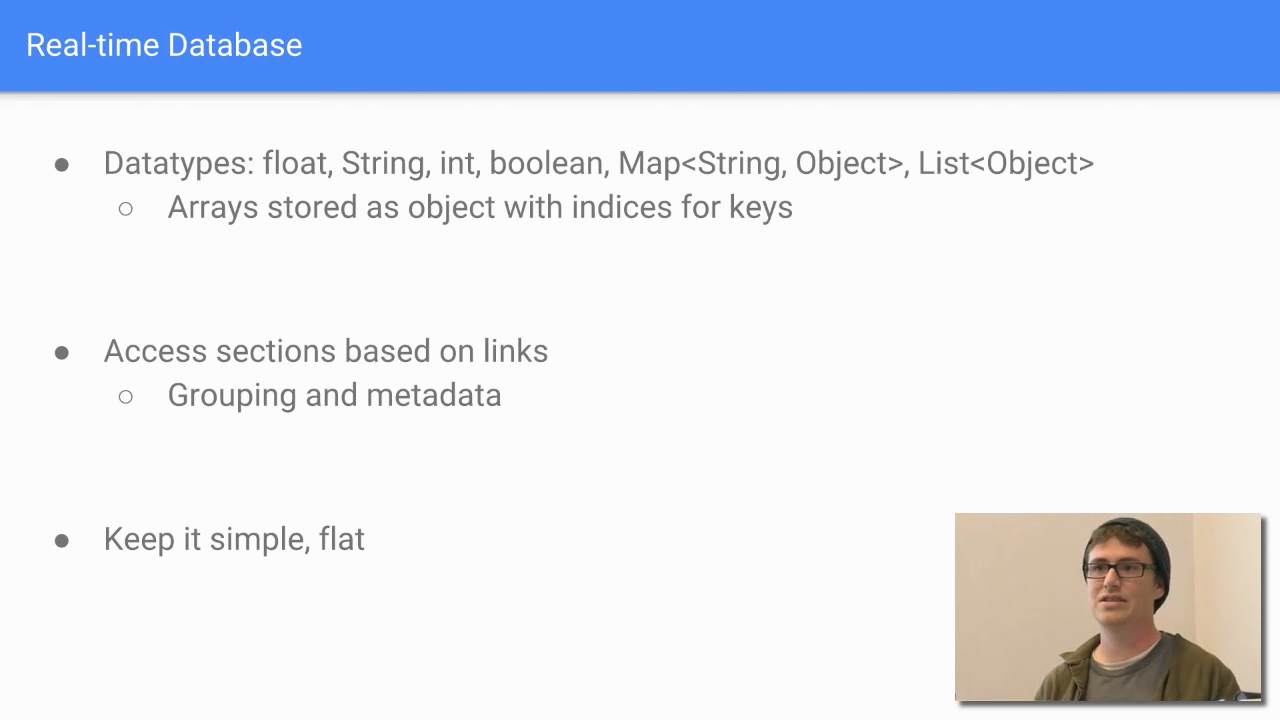 Real-time Database
● Datatypes: float, String, int, boolean, Map<String, Object>, List<Object>
○ Arrays stored as object with indices for keys
● Access sections based on links
○ Grouping and metadata
● Keep it simple, flat